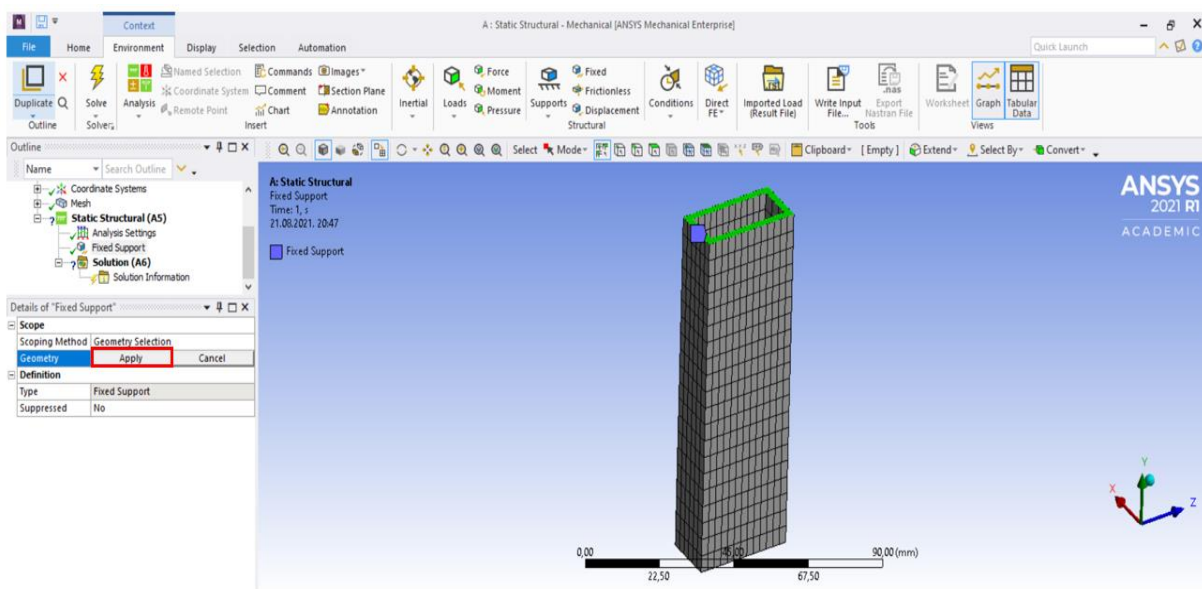 Context
A : Static Structural - Mechanical [ANSYS Mechanical Enterprise]
File Home Environment Display Selection Automation
Quick Launch
Duplicate
Outline
Solve
Solvers
Analysis
Named Selection
Coordinate System
Remote Point
Commands
Comment
Chart
Images
Section Plane
Annotation
Insert
Inertial
Loads
Force
Moment
Pressure
Supports
Fixed
Frictionless
Displacement
Conditions
Structural
Direct
FE
Imported Load
(Result File)
Write Input
File...
Export
Nastran File
.nas
Tools
Worksheet
Graph
Tabular
Data
Views
Outline
Name Search Outline
Select Mode Clipboard [ Empty ] Extend Select By Convert
Coordinate Systems
Mesh
Static Structural (A5)
Analysis Settings
Fixed Support
Solution (A6)
Solution Information
Details of "Fixed Support"
Scope
Scoping Method Geometry Selection
Geometry Apply Cancel
Definition
Type Fixed Support
Suppressed No
A: Static Structural
Fixed Support
Time: 1, s
21.08.2021. 20:47
Fixed Support
ANSYS
2021 R1
ACADEMIC
Y
X
Z
0,00 45,00 90,00 (mm)
22,50 67,50